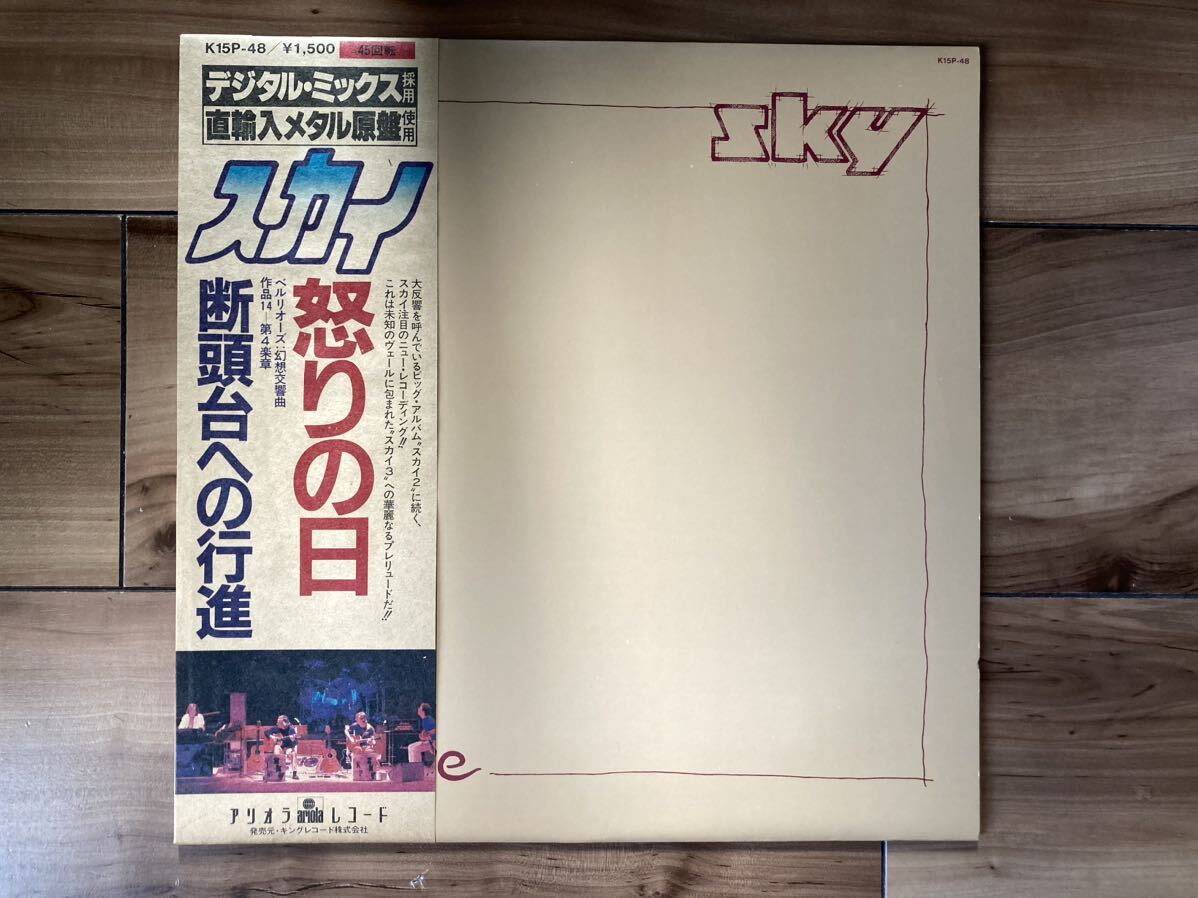 K15P-48/¥1,500
45回転
デジタル・ミックス採用
直輸入メタル原盤使用
スカイ
大反響を呼んでいるビッグ・アルバム“スカイ2”に続く、
スカイ注目のニュー・レコーディング!!
これは未知のヴェールに包まれた“スカイ3”への華麗なるプレリュードだ!!
怒りの日
ベルリオーズ:幻想交響曲
作品14―第4楽章
断頭台への行進
アリオラ ariola レコード
発売元・キングレコード株式会社
K15P-48
sky
e